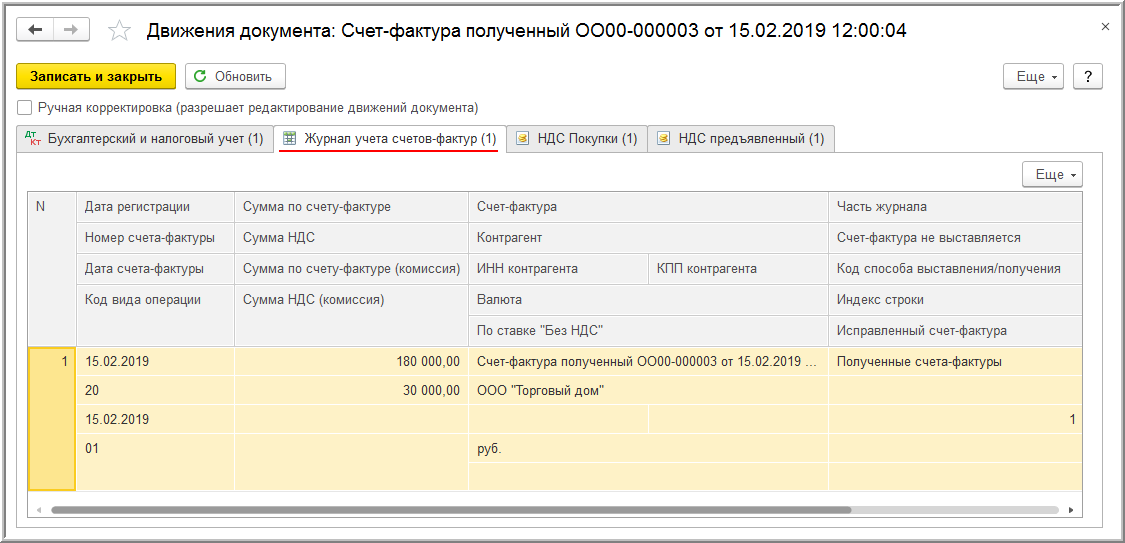 Движения документа: Счет-фактура полученный ОО00-000003 от 15.02.2019 12:00:04
Записать и закрыть Обновить Еще ?
Ручная корректировка (разрешает редактирование движений документа)
Дт Кт Бухгалтерский и налоговый учет (1) Журнал учета счетов-фактур (1) НДС Покупки (1) НДС предъявленный (1)
Еще
N Дата регистрации Сумма по счету-фактуре Счет-фактура Часть журнала
Номер счета-фактуры Сумма НДС Контрагент Счет-фактура не выставляется
Дата счета-фактуры Сумма по счету-фактуре (комиссия) ИНН контрагента КПП контрагента Код способа выставления/получения
Код вида операции Сумма НДС (комиссия) Валюта Индекс строки
По ставке "Без НДС" Исправленный счет-фактура
1 15.02.2019 180 000,00 Счет-фактура полученный ОО00-000003 от 15.02.2019 ... Полученные счета-фактуры
20 30 000,00 ООО "Торговый дом"
15.02.2019 1
01 руб.